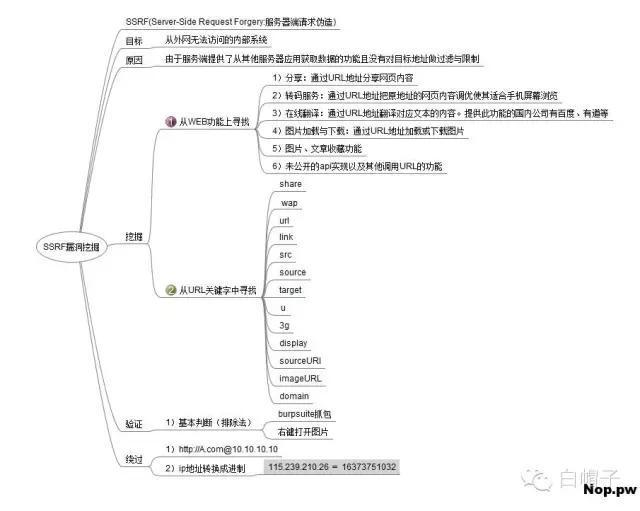 SSRF(Server-Side Request Forgery:服务器端请求伪造)
目标
从外网无法访问的内部系统
原因
由于服务端提供了从其他服务器应用获取数据的功能且没有对目标地址做过滤与限制
SSRF漏洞挖掘
挖掘
1 从WEB功能上寻找
1)分享:通过URL地址分享网页内容
2)转码服务:通过URL地址把原地址的网页内容调优使其适合手机屏幕浏览
3)在线翻译:通过URL地址翻译对应文本的内容。提供此功能的国内公司有百度、有道等
4)图片加载与下载:通过URL地址加载或下载图片
5)图片、文章收藏功能
6)未公开的api实现以及其他调用URL的功能
2 从URL关键字中寻找
share
wap
url
link
src
source
target
u
3g
display
sourceURI
imageURL
domain
验证
1)基本判断(排除法)
burpsuite抓包
右键打开图片
绕过
1)http://A.com@10.10.10.10
2)ip地址转换成进制
115.239.210.26 = 16373751032
白帽子
Nop.pw